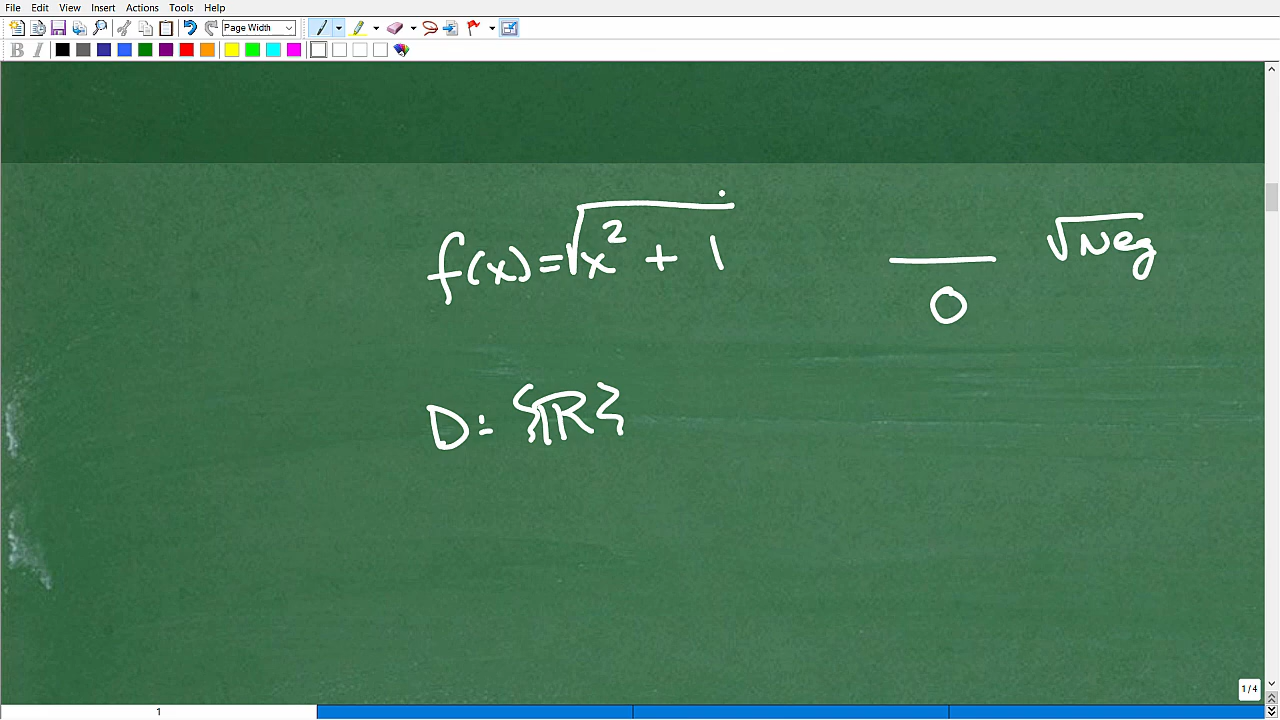 File Edit View Insert Actions Tools Help
Page Width
B I
f(x)=√x² + 1
—
0
√Neg
D: {ℝ}
1/4
1